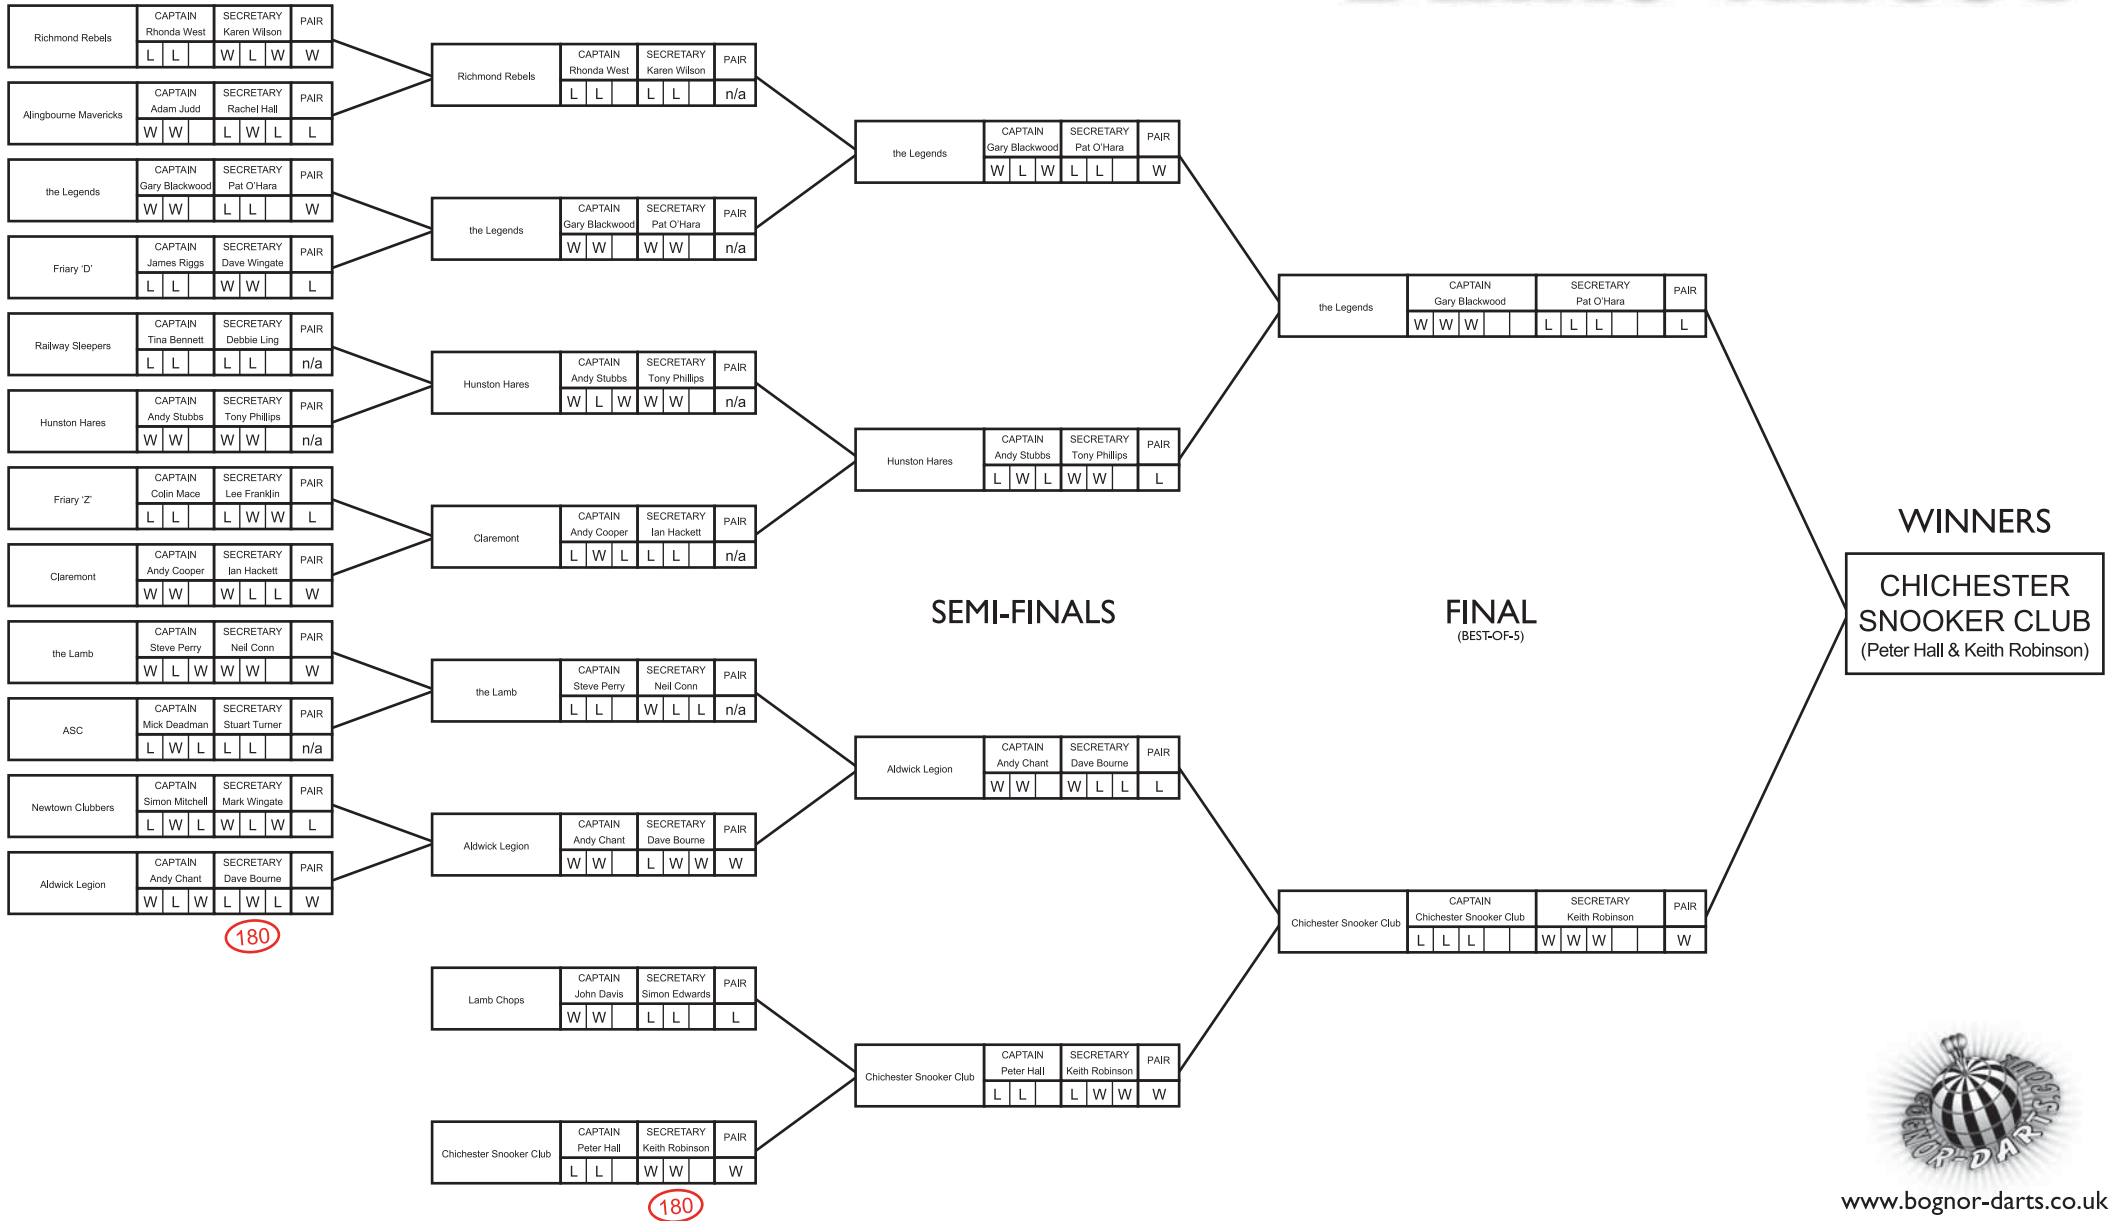 Richmond Rebels
CAPTAIN SECRETARY PAIR
Rhonda West Karen Wilson
L L W L W W
Alingbourne Mavericks
CAPTAIN SECRETARY PAIR
Adam Judd Rachel Hall
W W L W L L
the Legends
CAPTAIN SECRETARY PAIR
Gary Blackwood Pat O'Hara
W W L L W
Friary 'D'
CAPTAIN SECRETARY PAIR
James Riggs Dave Wingate
L L W W L
Railway Sleepers
CAPTAIN SECRETARY PAIR
Tina Bennett Debbie Ling
L L L L n/a
Hunston Hares
CAPTAIN SECRETARY PAIR
Andy Stubbs Tony Phillips
W W W W n/a
Friary 'Z'
CAPTAIN SECRETARY PAIR
Colin Mace Lee Franklin
L L L W W L
Claremont
CAPTAIN SECRETARY PAIR
Andy Cooper Ian Hackett
W W W L L W
the Lamb
CAPTAIN SECRETARY PAIR
Steve Perry Neil Conn
W L W W W W
ASC
CAPTAIN SECRETARY PAIR
Mick Deadman Stuart Turner
L W L L L n/a
Newtown Clubbers
CAPTAIN SECRETARY PAIR
Simon Mitchell Mark Wingate
L W L W L W L
Aldwick Legion
CAPTAIN SECRETARY PAIR
Andy Chant Dave Bourne
W L W L W L W
180
Richmond Rebels
CAPTAIN SECRETARY PAIR
Rhonda West Karen Wilson
L L L L n/a
the Legends
CAPTAIN SECRETARY PAIR
Gary Blackwood Pat O'Hara
W W W W n/a
Hunston Hares
CAPTAIN SECRETARY PAIR
Andy Stubbs Tony Phillips
W L W W W n/a
Claremont
CAPTAIN SECRETARY PAIR
Andy Cooper Ian Hackett
L W L L L n/a
the Lamb
CAPTAIN SECRETARY PAIR
Steve Perry Neil Conn
L L W L L n/a
Aldwick Legion
CAPTAIN SECRETARY PAIR
Andy Chant Dave Bourne
W W L W W W
Lamb Chops
CAPTAIN SECRETARY PAIR
John Davis Simon Edwards
W W L L L
Chichester Snooker Club
CAPTAIN SECRETARY PAIR
Peter Hall Keith Robinson
L L W W W
180
the Legends
CAPTAIN SECRETARY PAIR
Gary Blackwood Pat O'Hara
W L W L L W
Hunston Hares
CAPTAIN SECRETARY PAIR
Andy Stubbs Tony Phillips
L W L W W L
SEMI-FINALS
Aldwick Legion
CAPTAIN SECRETARY PAIR
Andy Chant Dave Bourne
W W W L L L
Chichester Snooker Club
CAPTAIN SECRETARY PAIR
Peter Hall Keith Robinson
L L L W W W
the Legends
CAPTAIN SECRETARY PAIR
Gary Blackwood Pat O'Hara
W W W L L L L
FINAL
(BEST-OF-5)
Chichester Snooker Club
CAPTAIN SECRETARY PAIR
Chichester Snooker Club Keith Robinson
L L L W W W W
WINNERS
CHICHESTER
SNOOKER CLUB
(Peter Hall & Keith Robinson)
BOGNOR-DARTS.CO.UK
www.bognor-darts.co.uk